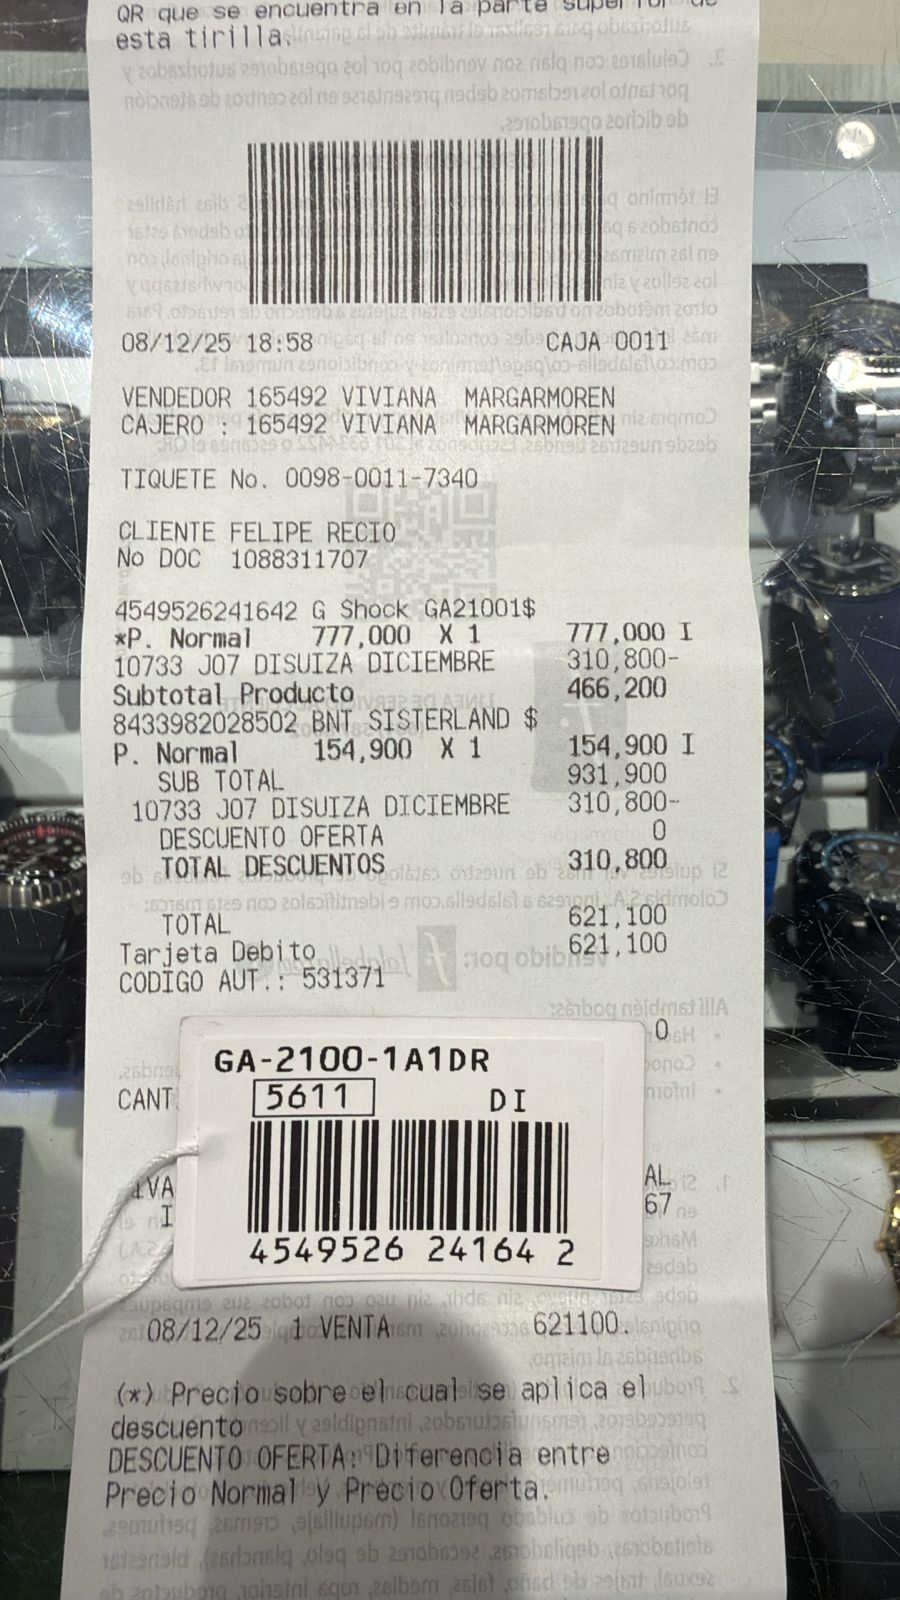 QR que se encuentra en la parte superior de
esta tirilla.
08/12/25 18:58 CAJA 0011
VENDEDOR 165492 VIVIANA MARGARMOREN
CAJERO : 165492 VIVIANA MARGARMOREN
TIQUETE No. 0098-0011-7340
CLIENTE FELIPE RECIO
No DOC 1088311707
4549526241642 G Shock GA21001$
*P. Normal 777,000 X 1 777,000 I
10733 J07 DISUIZA DICIEMBRE 310,800-
Subtotal Producto 466,200
8433982028502 BNT SISTERLAND $
P. Normal 154,900 X 1 154,900 I
SUB TOTAL 931,900
10733 J07 DISUIZA DICIEMBRE 310,800-
DESCUENTO OFERTA 0
TOTAL DESCUENTOS 310,800
TOTAL 621,100
Tarjeta Debito 621,100
CODIGO AUT.: 531371
0
GA-2100-1A1DR
5611 DI
CANT
IVA AL
I 67
4549526 24164 2
08/12/25 1 VENTA 621100.
(*) Precio sobre el cual se aplica el
descuento
DESCUENTO OFERTA: Diferencia entre
Precio Normal y Precio Oferta.